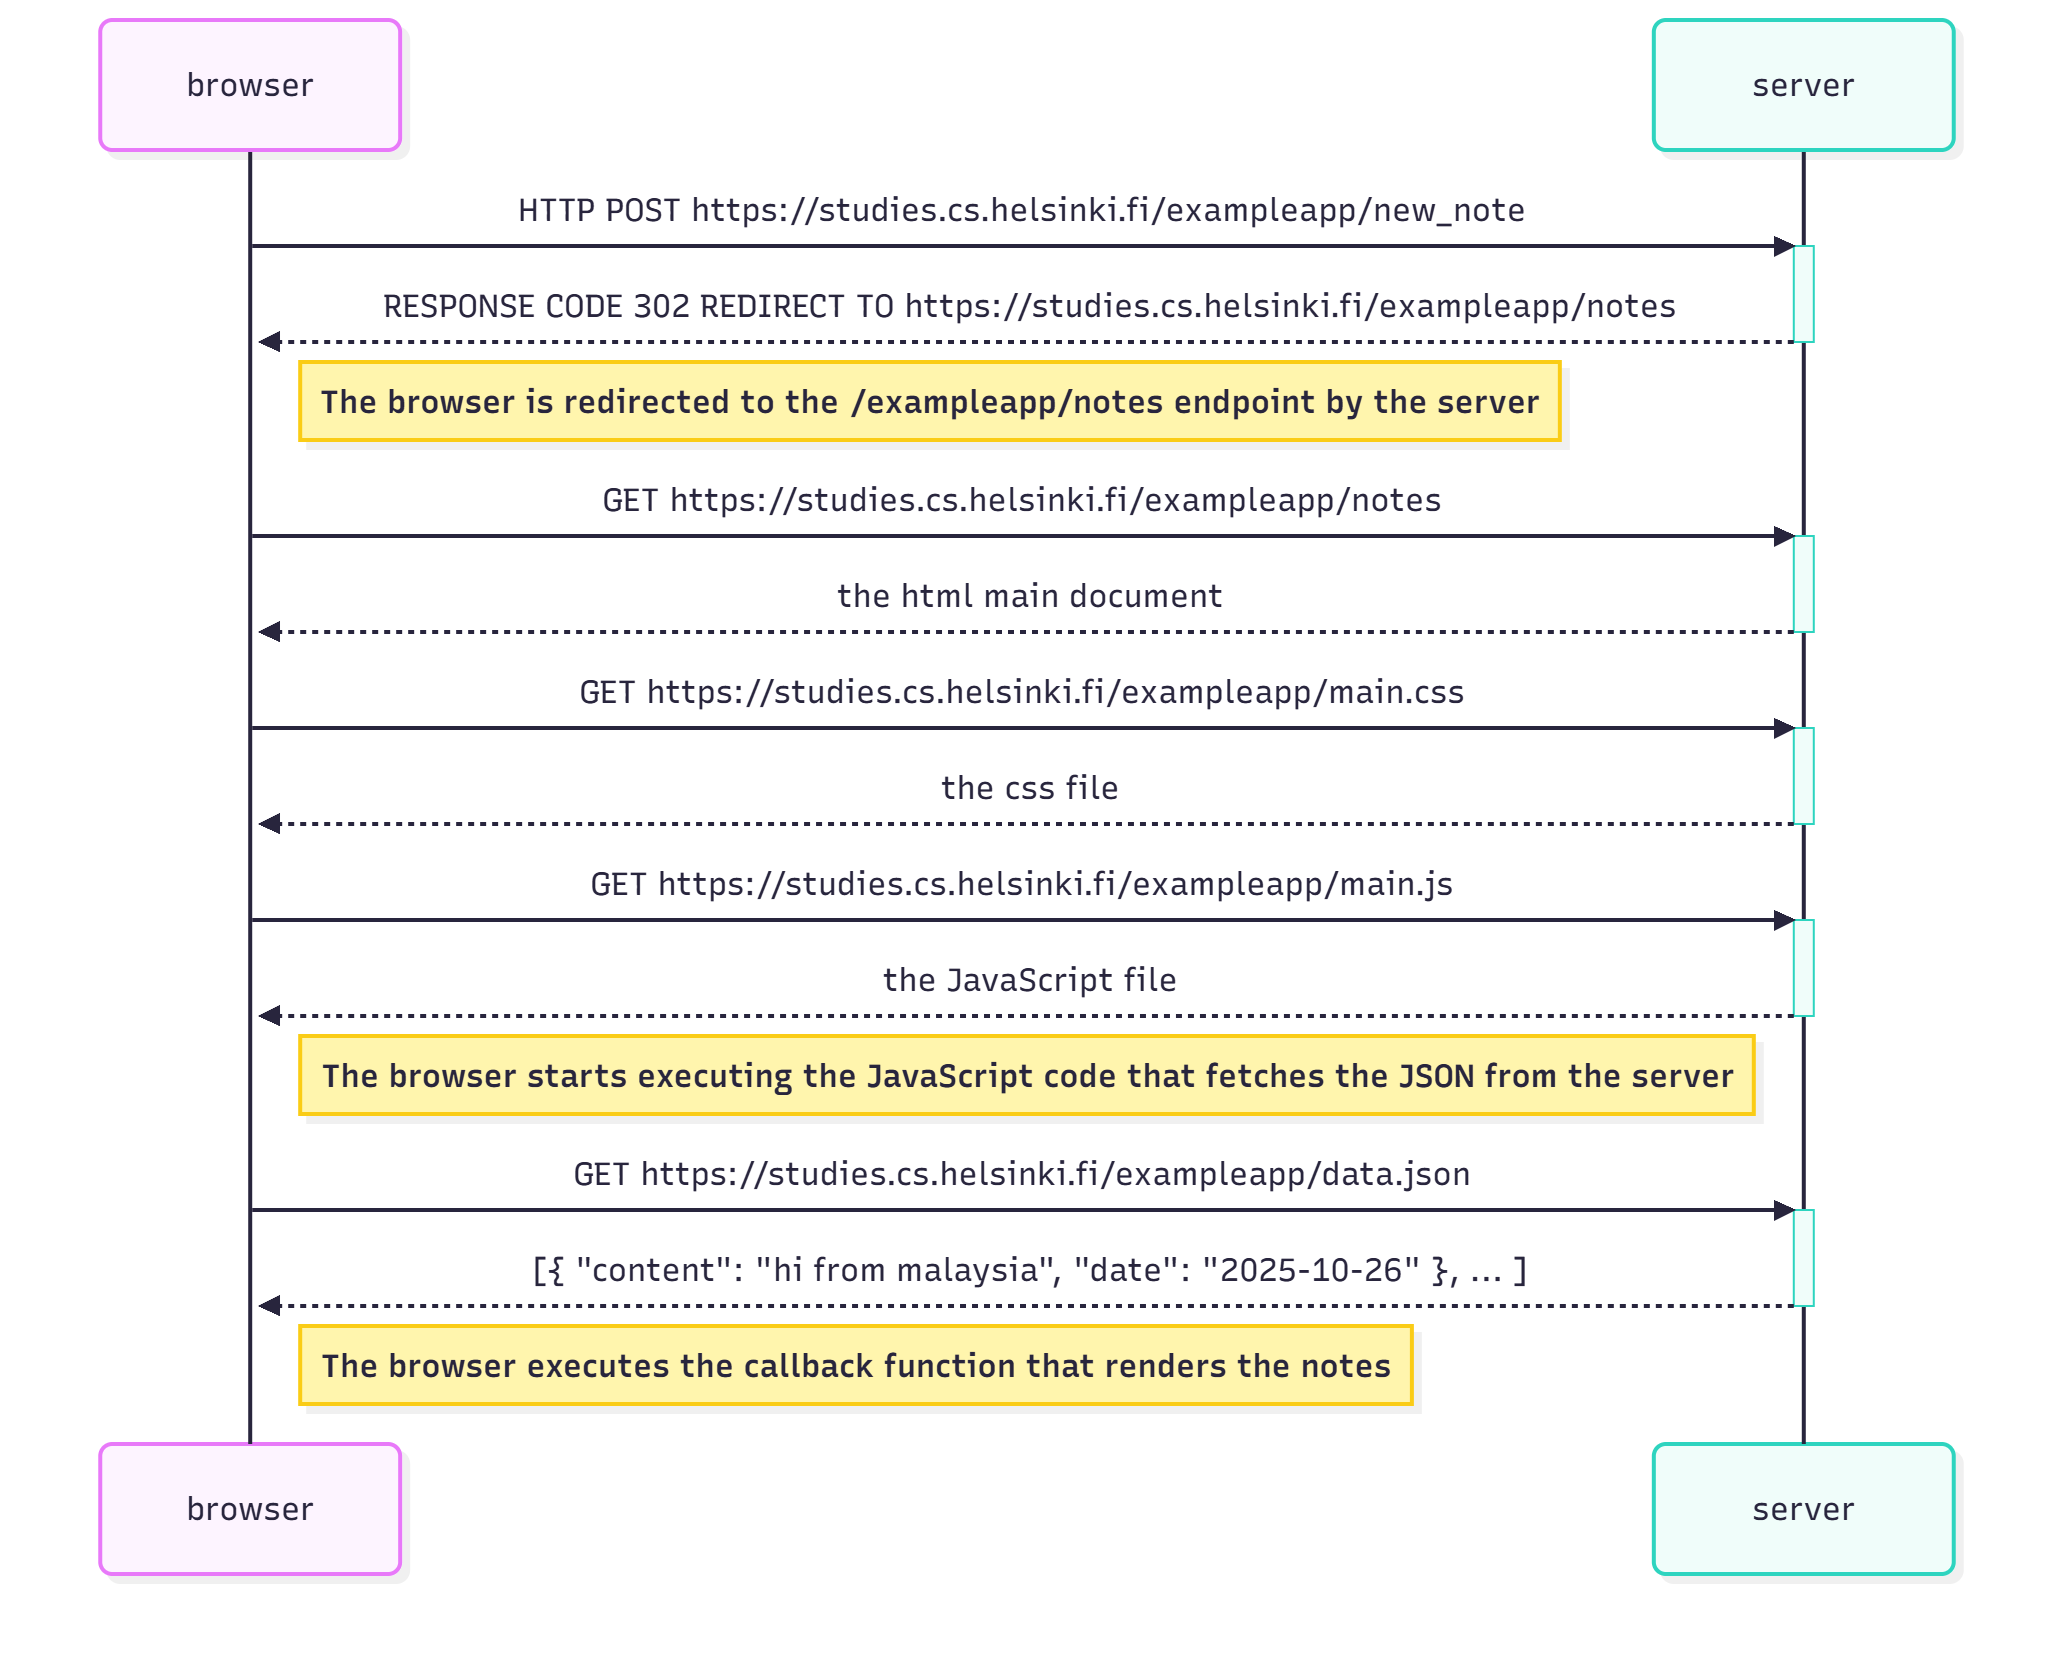 browser
server
HTTP POST https://studies.cs.helsinki.fi/exampleapp/new_note
RESPONSE CODE 302 REDIRECT TO https://studies.cs.helsinki.fi/exampleapp/notes
The browser is redirected to the /exampleapp/notes endpoint by the server
GET https://studies.cs.helsinki.fi/exampleapp/notes
the html main document
GET https://studies.cs.helsinki.fi/exampleapp/main.css
the css file
GET https://studies.cs.helsinki.fi/exampleapp/main.js
the JavaScript file
The browser starts executing the JavaScript code that fetches the JSON from the server
GET https://studies.cs.helsinki.fi/exampleapp/data.json
[{ "content": "hi from malaysia", "date": "2025-10-26" }, ... ]
The browser executes the callback function that renders the notes
browser
server